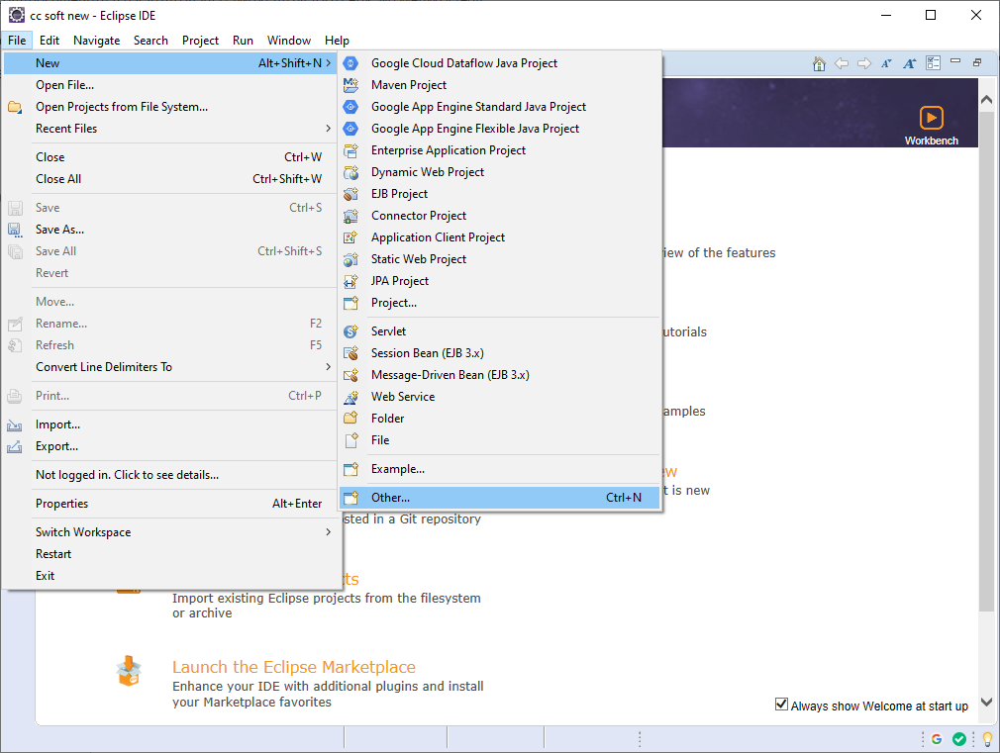 cc soft new - Eclipse IDE
File Edit Navigate Search Project Run Window Help
New Alt+Shift+N
Open File...
Open Projects from File System...
Recent Files
Close Ctrl+W
Close All Ctrl+Shift+W
Save Ctrl+S
Save As...
Save All Ctrl+Shift+S
Revert
Move...
Rename... F2
Refresh F5
Convert Line Delimiters To
Print... Ctrl+P
Import...
Export...
Not logged in. Click to see details...
Properties Alt+Enter
Switch Workspace
Restart
Exit
Google Cloud Dataflow Java Project
Maven Project
Google App Engine Standard Java Project
Google App Engine Flexible Java Project
Enterprise Application Project
Dynamic Web Project
EJB Project
Connector Project
Application Client Project
Static Web Project
JPA Project
Project...
Servlet
Session Bean (EJB 3.x)
Message-Driven Bean (EJB 3.x)
Web Service
Folder
File
Example...
Other... Ctrl+N
Workbench
iew of the features
utorials
amples
w
t is new
sted in a Git repository
ts
Import existing Eclipse projects from the filesystem
or archive
Launch the Eclipse Marketplace
Enhance your IDE with additional plugins and install
your Marketplace favorites
Always show Welcome at start up